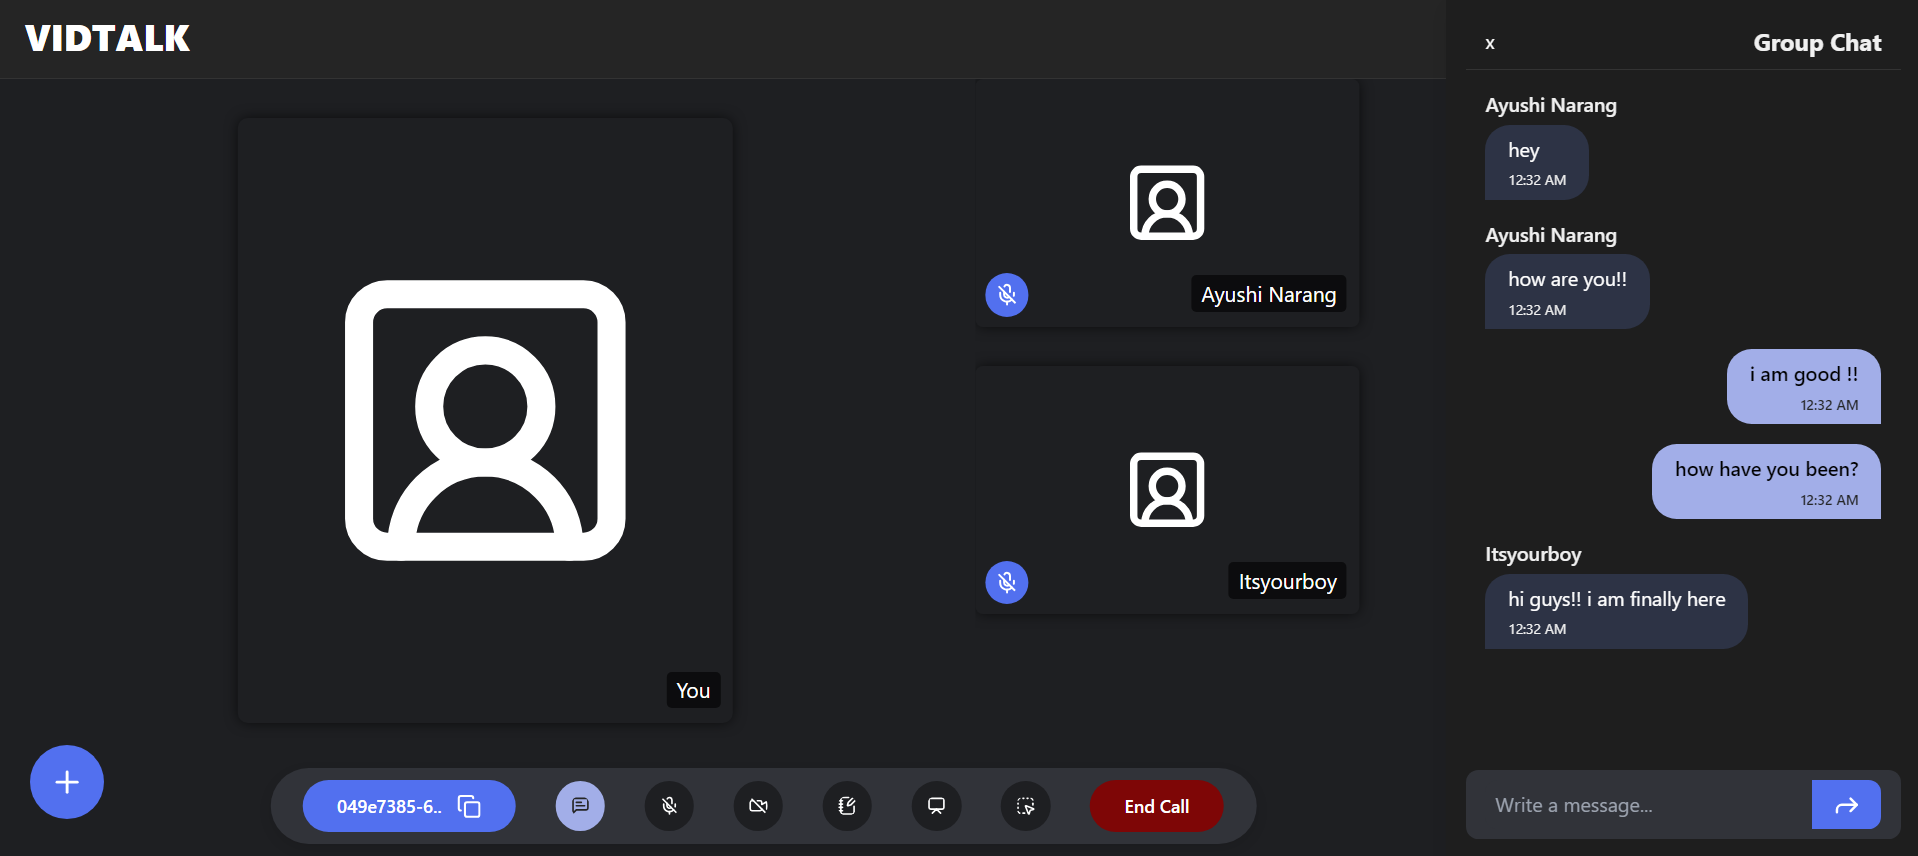 VIDTALK
You
Ayushi Narang
Itsyourboy
049e7385-6..
End Call
x
Group Chat
Ayushi Narang
hey
12:32 AM
Ayushi Narang
how are you!!
12:32 AM
i am good !!
12:32 AM
how have you been?
12:32 AM
Itsyourboy
hi guys!! i am finally here
12:32 AM
Write a message...